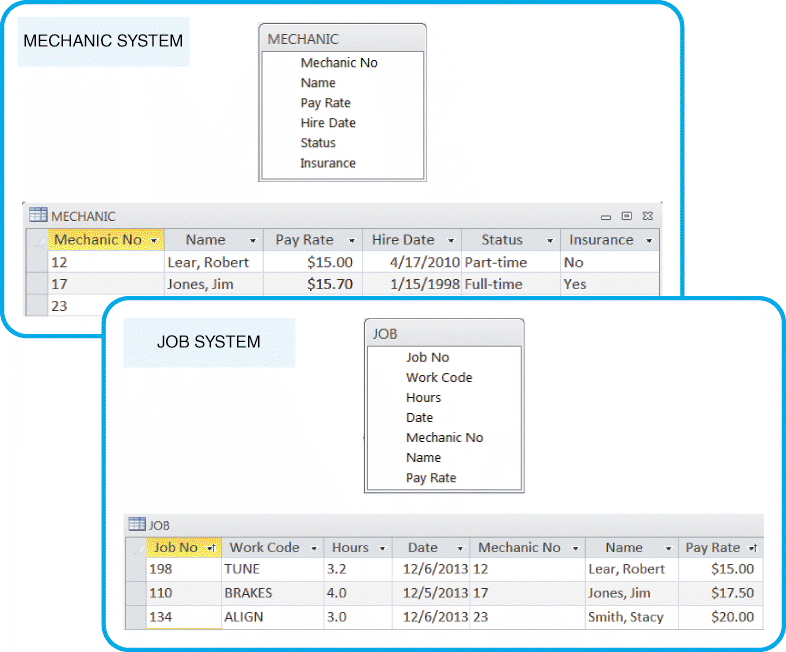 MECHANIC SYSTEM
MECHANIC
Mechanic No
Name
Pay Rate
Hire Date
Status
Insurance
MECHANIC
Mechanic No Name Pay Rate Hire Date Status Insurance
12 Lear, Robert $15.00 4/17/2010 Part-time No
17 Jones, Jim $15.70 1/15/1998 Full-time Yes
23
JOB SYSTEM
JOB
Job No
Work Code
Hours
Date
Mechanic No
Name
Pay Rate
JOB
Job No Work Code Hours Date Mechanic No Name Pay Rate
198 TUNE 3.2 12/6/2013 12 Lear, Robert $15.00
110 BRAKES 4.0 12/5/2013 17 Jones, Jim $17.50
134 ALIGN 3.0 12/6/2013 23 Smith, Stacy $20.00